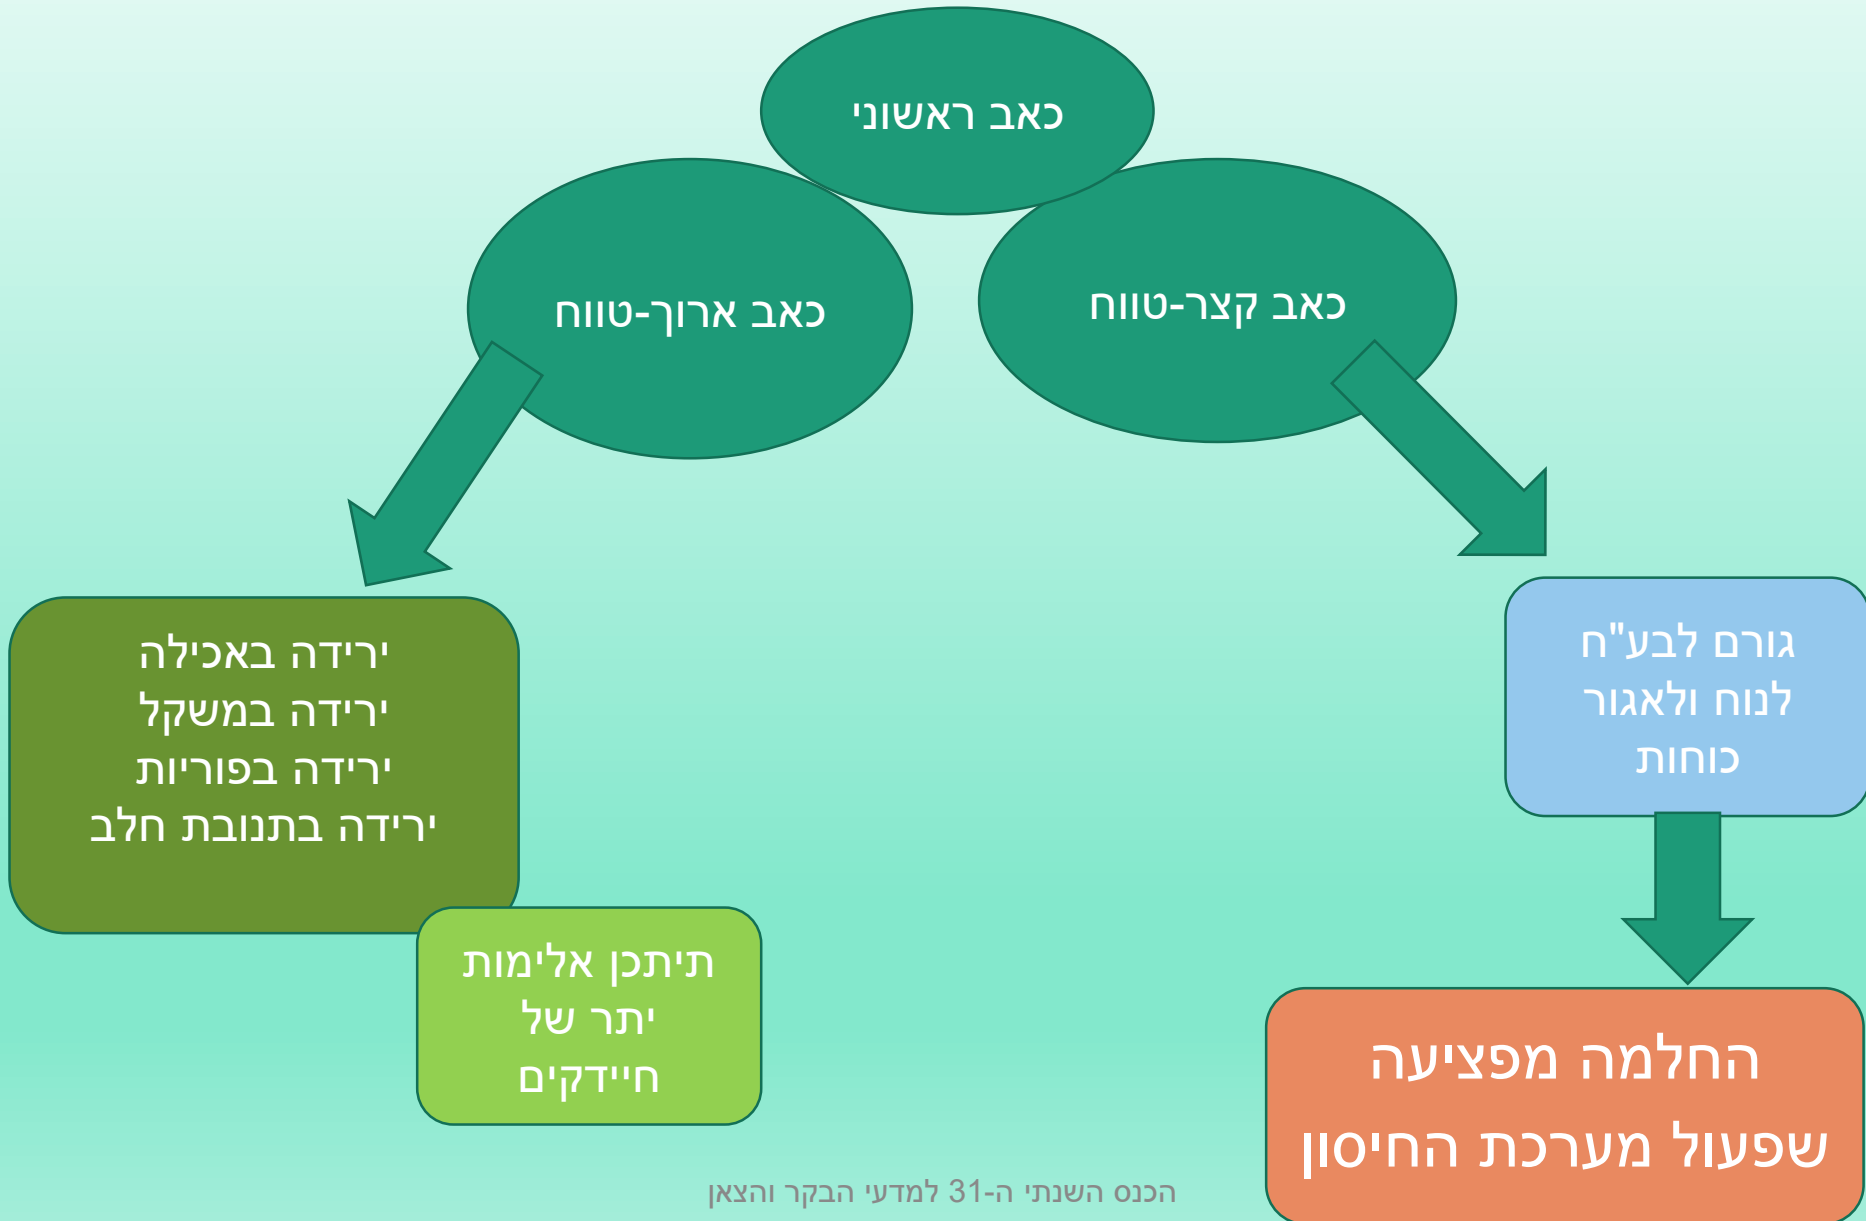 כאב ראשוני
כאב קצר-טווח
כאב ארוך-טווח
גורם לבע"ח
לנוח ולאגור
כוחות
ירידה באכילה
ירידה במשקל
ירידה בפוריות
ירידה בתנובת חלב
תיתכן אלימות
יתר של
חיידקים
החלמה מפציעה
שפעול מערכת החיסון
הכנס השנתי ה-31 למדעי הבקר והצאן